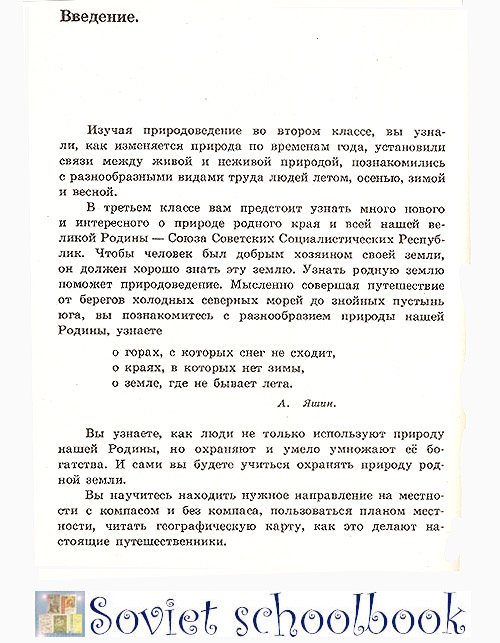 Введение.
Изучая природоведение во втором классе, вы узна-
ли, как изменяется природа по временам года, установили
связи между живой и неживой природой, познакомились
с разнообразными видами труда людей летом, осенью, зимой
и весной.
В третьем классе вам предстоит узнать много нового
и интересного о природе родного края и всей нашей ве-
ликой Родины — Союза Советских Социалистических Респуб-
лик. Чтобы человек был добрым хозяином своей земли,
он должен хорошо знать эту землю. Узнать родную землю
поможет природоведение. Мысленно совершая путешествие
от берегов холодных северных морей до знойных пустынь
юга, вы познакомитесь с разнообразием природы нашей
Родины, узнаете
о горах, с которых снег не сходит,
о краях, в которых нет зимы,
о земле, где не бывает лета.
А. Яшин.
Вы узнаете, как люди не только используют природу
нашей Родины, но охраняют и умело умножают её бо-
гатства. И сами вы будете учиться охранять природу род-
ной земли.
Вы научитесь находить нужное направление на местно-
сти с компасом и без компаса, пользоваться планом мест-
ности, читать географическую карту, как это делают на-
стоящие путешественники.
Soviet schoolbook